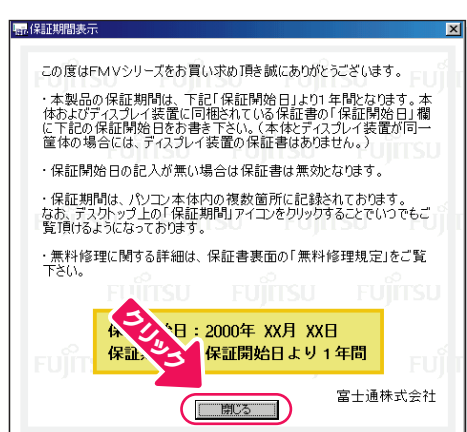 保証期間表示
この度はFMVシリーズをお買い求め頂き誠にありがとうございます。
・本製品の保証期間は、下記「保証開始日」より1年間となります。本
体およびディスプレイ装置に同梱されている保証書の「保証開始日」欄
に下記の保証開始日をお書き下さい。（本体とディスプレイ装置が同一
筐体の場合には、ディスプレイ装置の保証書はありません。）
・保証開始日の記入が無い場合は保証書は無効となります。
・保証期間は、パソコン本体内の複数箇所に記録されております。
なお、デスクトップ上の「保証期間」アイコンをクリックすることでいつでもご
覧頂けるようになっております。
・無料修理に関する詳細は、保証書裏面の「無料修理規定」をご覧
下さい。
保 始日：2000年 XX月 XX日
保証 保証開始日より1年間
クリック
富士通株式会社
閉じる
FUJITSU FUJITSU FUJITSU